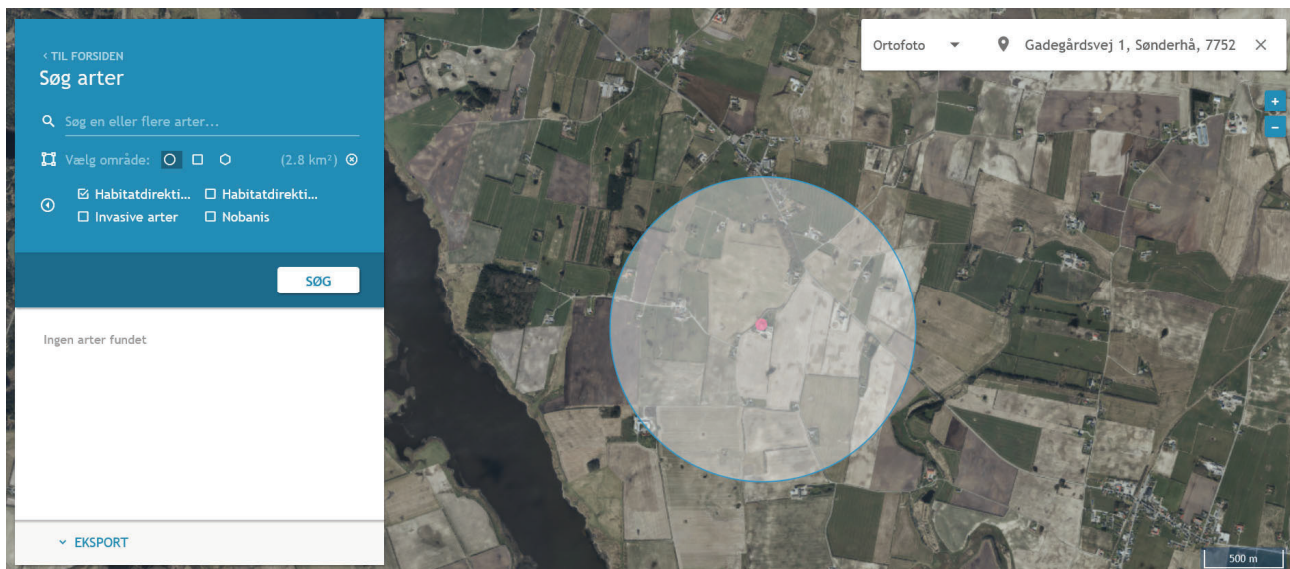 ‹ TIL FORSIDEN
Søg arter
Søg en eller flere arter...
Vælg område: (2.8 km²)
Habitatdirekti... Habitatdirekti...
Invasive arter Nobanis
SØG
Ingen arter fundet
EKSPORT
Ortofoto Gadegårdsvej 1, Sønderhå, 7752
+
−
500 m